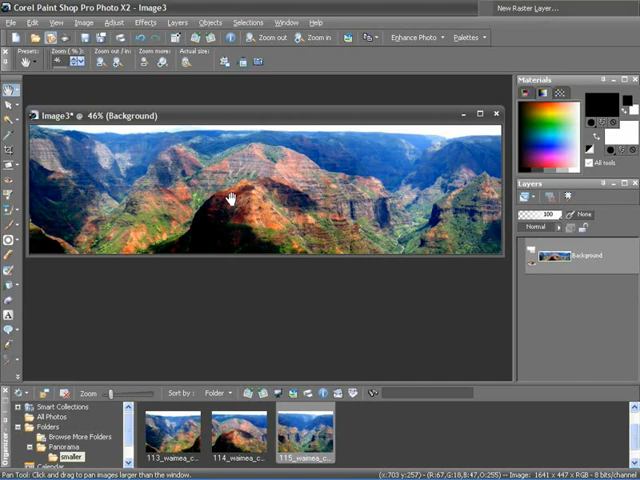 Corel Paint Shop Pro Photo X2 - Image3
New Raster Layer...
File Edit View Image Adjust Effects Layers Objects Selections Window Help
Zoom out Zoom in Enhance Photo Palettes
Presets: Zoom (%): Zoom out/in: Zoom more: Actual size:
46
Materials
Image3* @ 46% (Background)
All tools
Layers
100 None
Normal
Background
Zoom Sort by: Folder
Organizer
Smart Collections
All Photos
Folders
Browse More Folders
Panorama
smaller
Calendar
113_waimea_c... 114_waimea_c... 115_waimea_c...
Pan Tool: Click and drag to pan images larger than the window.
(x:703 y:257) - (R:67,G:18,B:47,O:255) -- Image: 1641 x 447 x RGB - 8 bits/channel